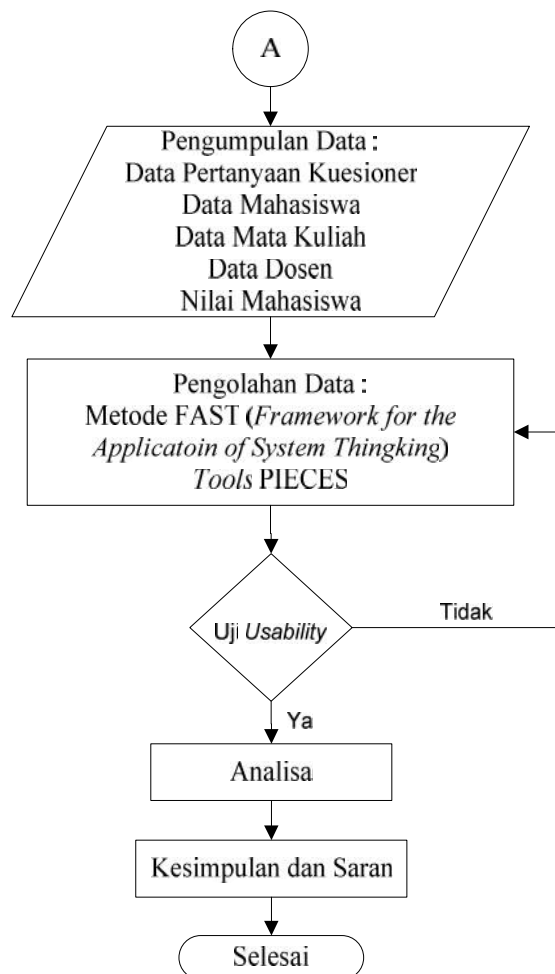 A
Pengumpulan Data :
Data Pertanyaan Kuesioner
Data Mahasiswa
Data Mata Kuliah
Data Dosen
Nilai Mahasiswa
Pengolahan Data :
Metode FAST (Framework for the
Applicatoin of System Thingking)
Tools PIECES
Uji Usability
Tidak
Ya
Analisa
Kesimpulan dan Saran
Selesai